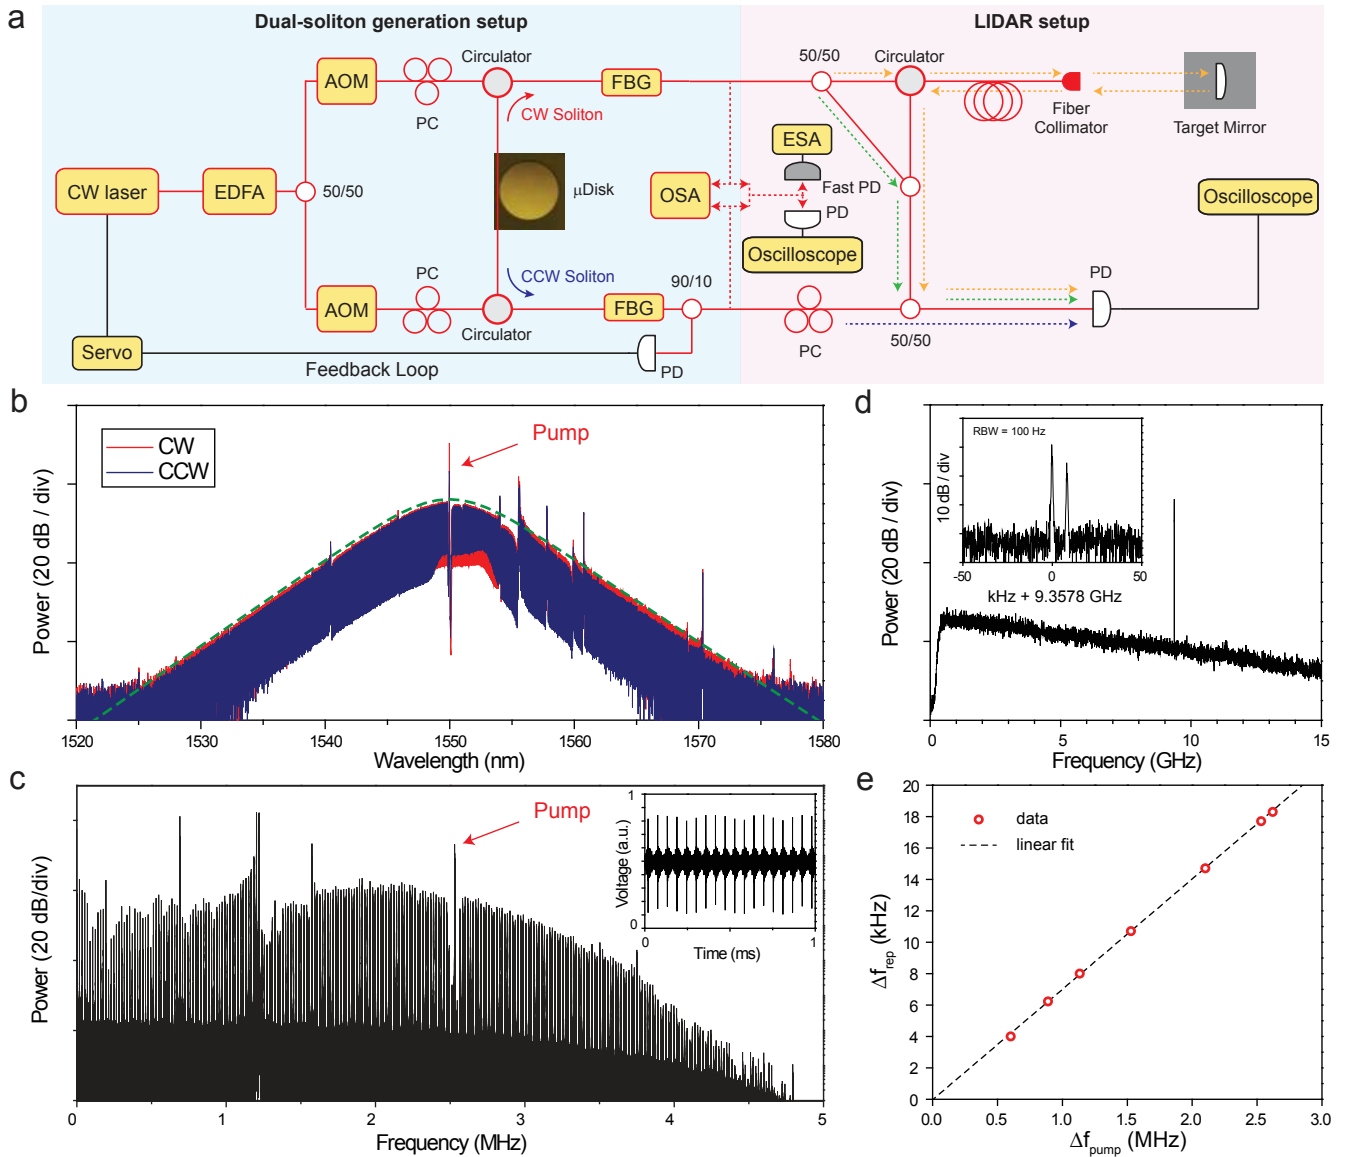 a
Dual-soliton generation setup
LIDAR setup
Circulator
50/50
Circulator
AOM
FBG
PC
CW Soliton
Fiber
Collimator
Target Mirror
ESA
Fast PD
CW laser
EDFA
50/50
μDisk
OSA
PD
Oscilloscope
Oscilloscope
PC
CCW Soliton
90/10
PD
AOM
FBG
Circulator
PC
50/50
Servo
Feedback Loop
PD
b
CW
CCW
Pump
Power (20 dB / div)
1520
1530
1540
1550
1560
1570
1580
Wavelength (nm)
d
RBW = 100 Hz
10 dB / div
-50
0
50
kHz + 9.3578 GHz
Power (20 dB / div)
0
5
10
15
Frequency (GHz)
c
Pump
1
Voltage (a.u.)
0
0
1
Time (ms)
Power (20 dB/div)
0
1
2
3
4
5
Frequency (MHz)
e
data
linear fit
20
18
16
14
12
10
8
6
4
2
0
Δf_rep (kHz)
0.0
0.5
1.0
1.5
2.0
2.5
3.0
Δf_pump (MHz)